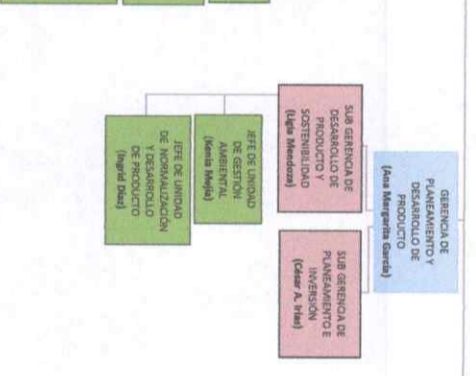 GERENCIA DE
PLANEAMIENTO Y
DESARROLLO DE
PRODUCTO
(Ana Margarita García)
SUB GERENCIA DE
DESARROLLO DE
PRODUCTO Y
SOSTENIBILIDAD
(Ligia Mendoza)
SUB GERENCIA DE
PLANEAMIENTO E
INVERSIÓN
(César A. Irías)
JEFE DE UNIDAD
DE GESTIÓN
AMBIENTAL
(Kenia Mejía)
JEFE DE UNIDAD
DE NORMALIZACIÓN
Y DESARROLLO
DE PRODUCTO
(Ingrid Díaz)